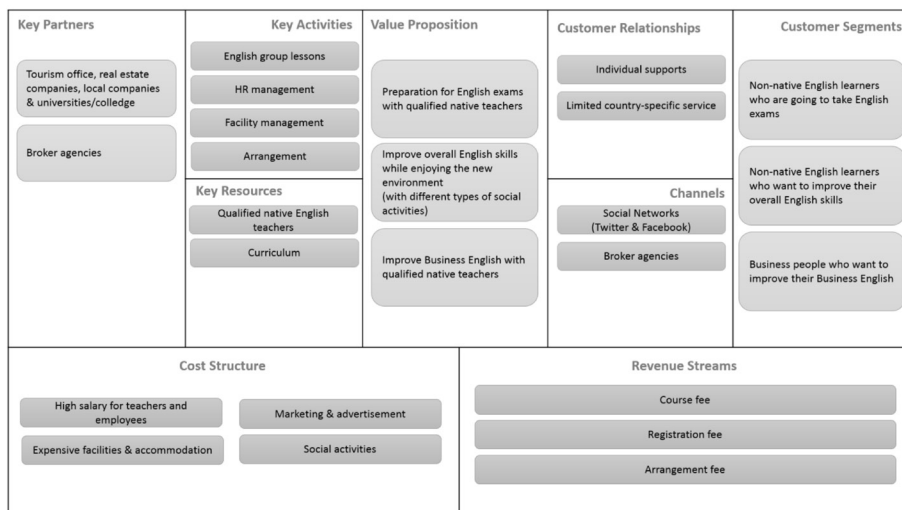 Key Partners
Tourism office, real estate
companies, local companies
& universities/colledge
Broker agencies
Key Activities
English group lessons
HR management
Facility management
Arrangement
Key Resources
Qualified native English
teachers
Curriculum
Value Proposition
Preparation for English exams
with qualified native teachers
Improve overall English skills
while enjoying the new
environment
(with different types of social
activities)
Improve Business English with
qualified native teachers
Customer Relationships
Individual supports
Limited country-specific service
Channels
Social Networks
(Twitter & Facebook)
Broker agencies
Customer Segments
Non-native English learners
who are going to take English
exams
Non-native English learners
who want to improve their
overall English skills
Business people who want to
improve their Business English
Cost Structure
High salary for teachers and
employees
Marketing & advertisement
Expensive facilities & accommodation
Social activities
Revenue Streams
Course fee
Registration fee
Arrangement fee